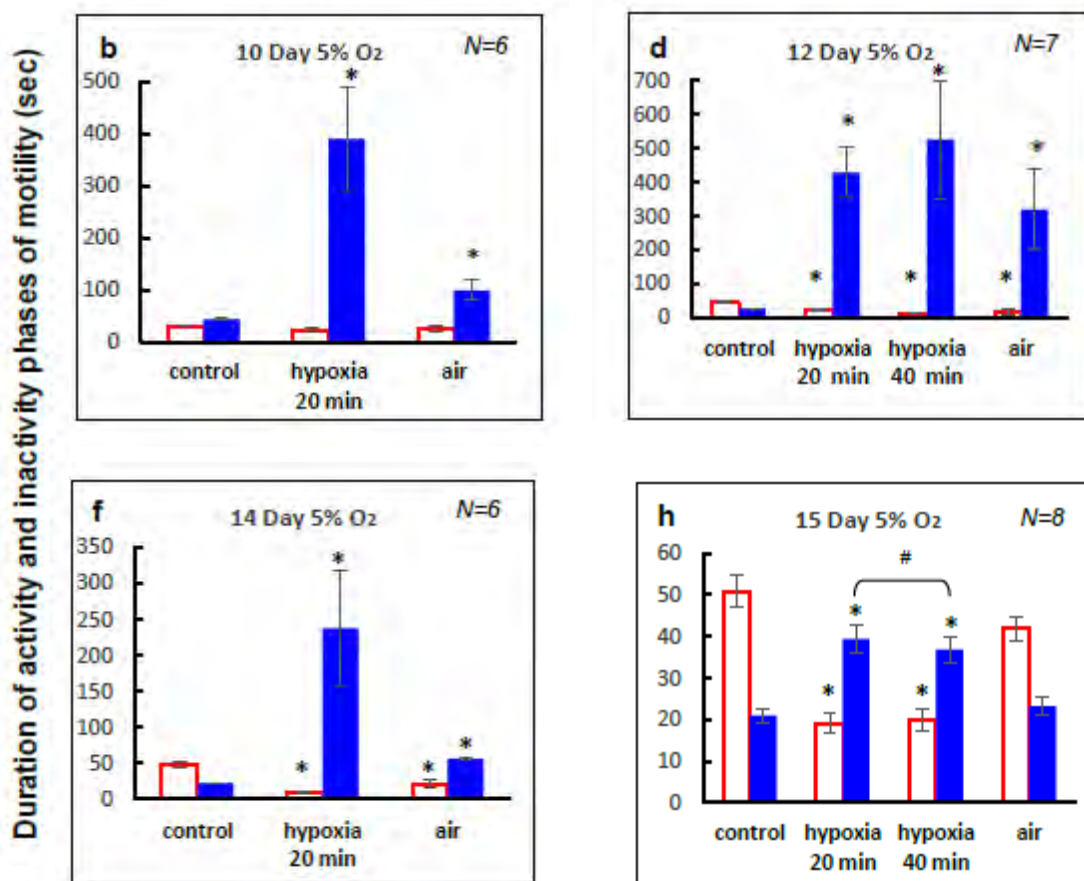 Duration of activity and inactivity phases of motility (sec)
b
10 Day 5% O₂
N=6
500
*
400
300
200
*
100
0
control
hypoxia
20 min
air
d
12 Day 5% O₂
N=7
700
*
600
*
500
*
400
300
200
* * *
100
0
control
hypoxia
20 min
hypoxia
40 min
air
f
14 Day 5% O₂
N=6
350
*
300
250
200
150
100
*
50
* *
0
control
hypoxia
20 min
air
h
15 Day 5% O₂
N=8
60
#
50
* *
40
30
* *
20
10
0
control
hypoxia
20 min
hypoxia
40 min
air